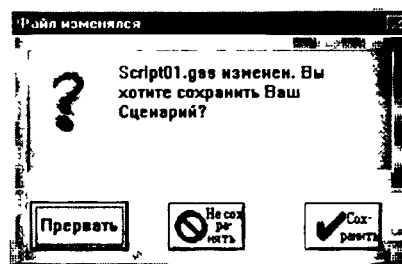 Файл изменялся
Script01.gss изменен. Вы
хотите сохранить Ваш
Сценарий?
Прервать
Не сох
ра-
нять
Сох-
ранить